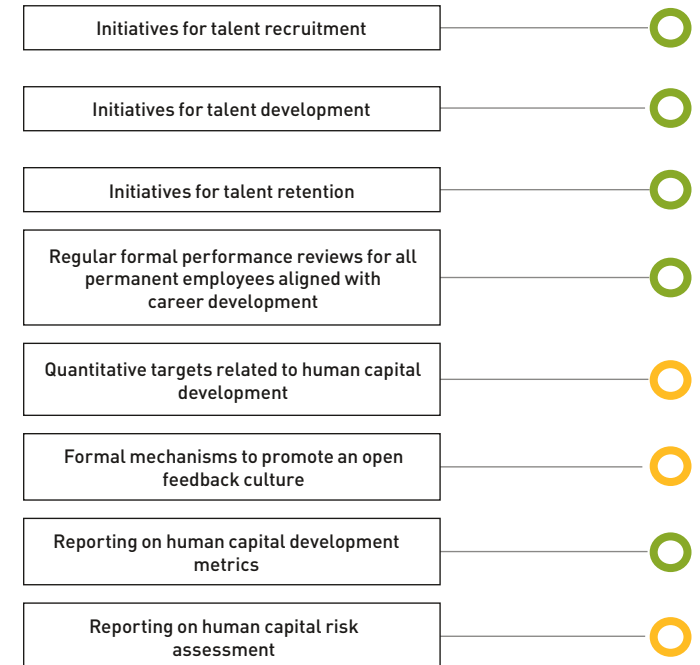 Initiatives for talent recruitment
Initiatives for talent development
Initiatives for talent retention
Regular formal performance reviews for all
permanent employees aligned with
career development
Quantitative targets related to human capital
development
Formal mechanisms to promote an open
feedback culture
Reporting on human capital development
metrics
Reporting on human capital risk
assessment